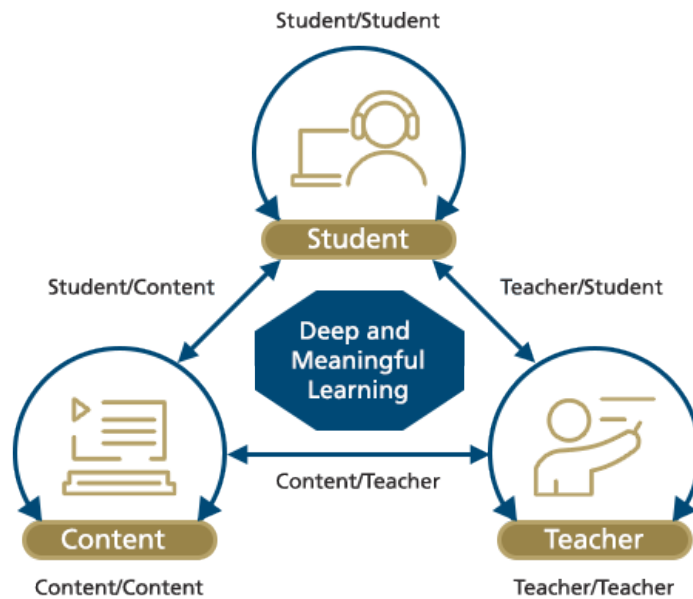 Student/Student
Student
Student/Content
Teacher/Student
Deep and
Meaningful
Learning
Content/Teacher
Content
Teacher
Content/Content
Teacher/Teacher